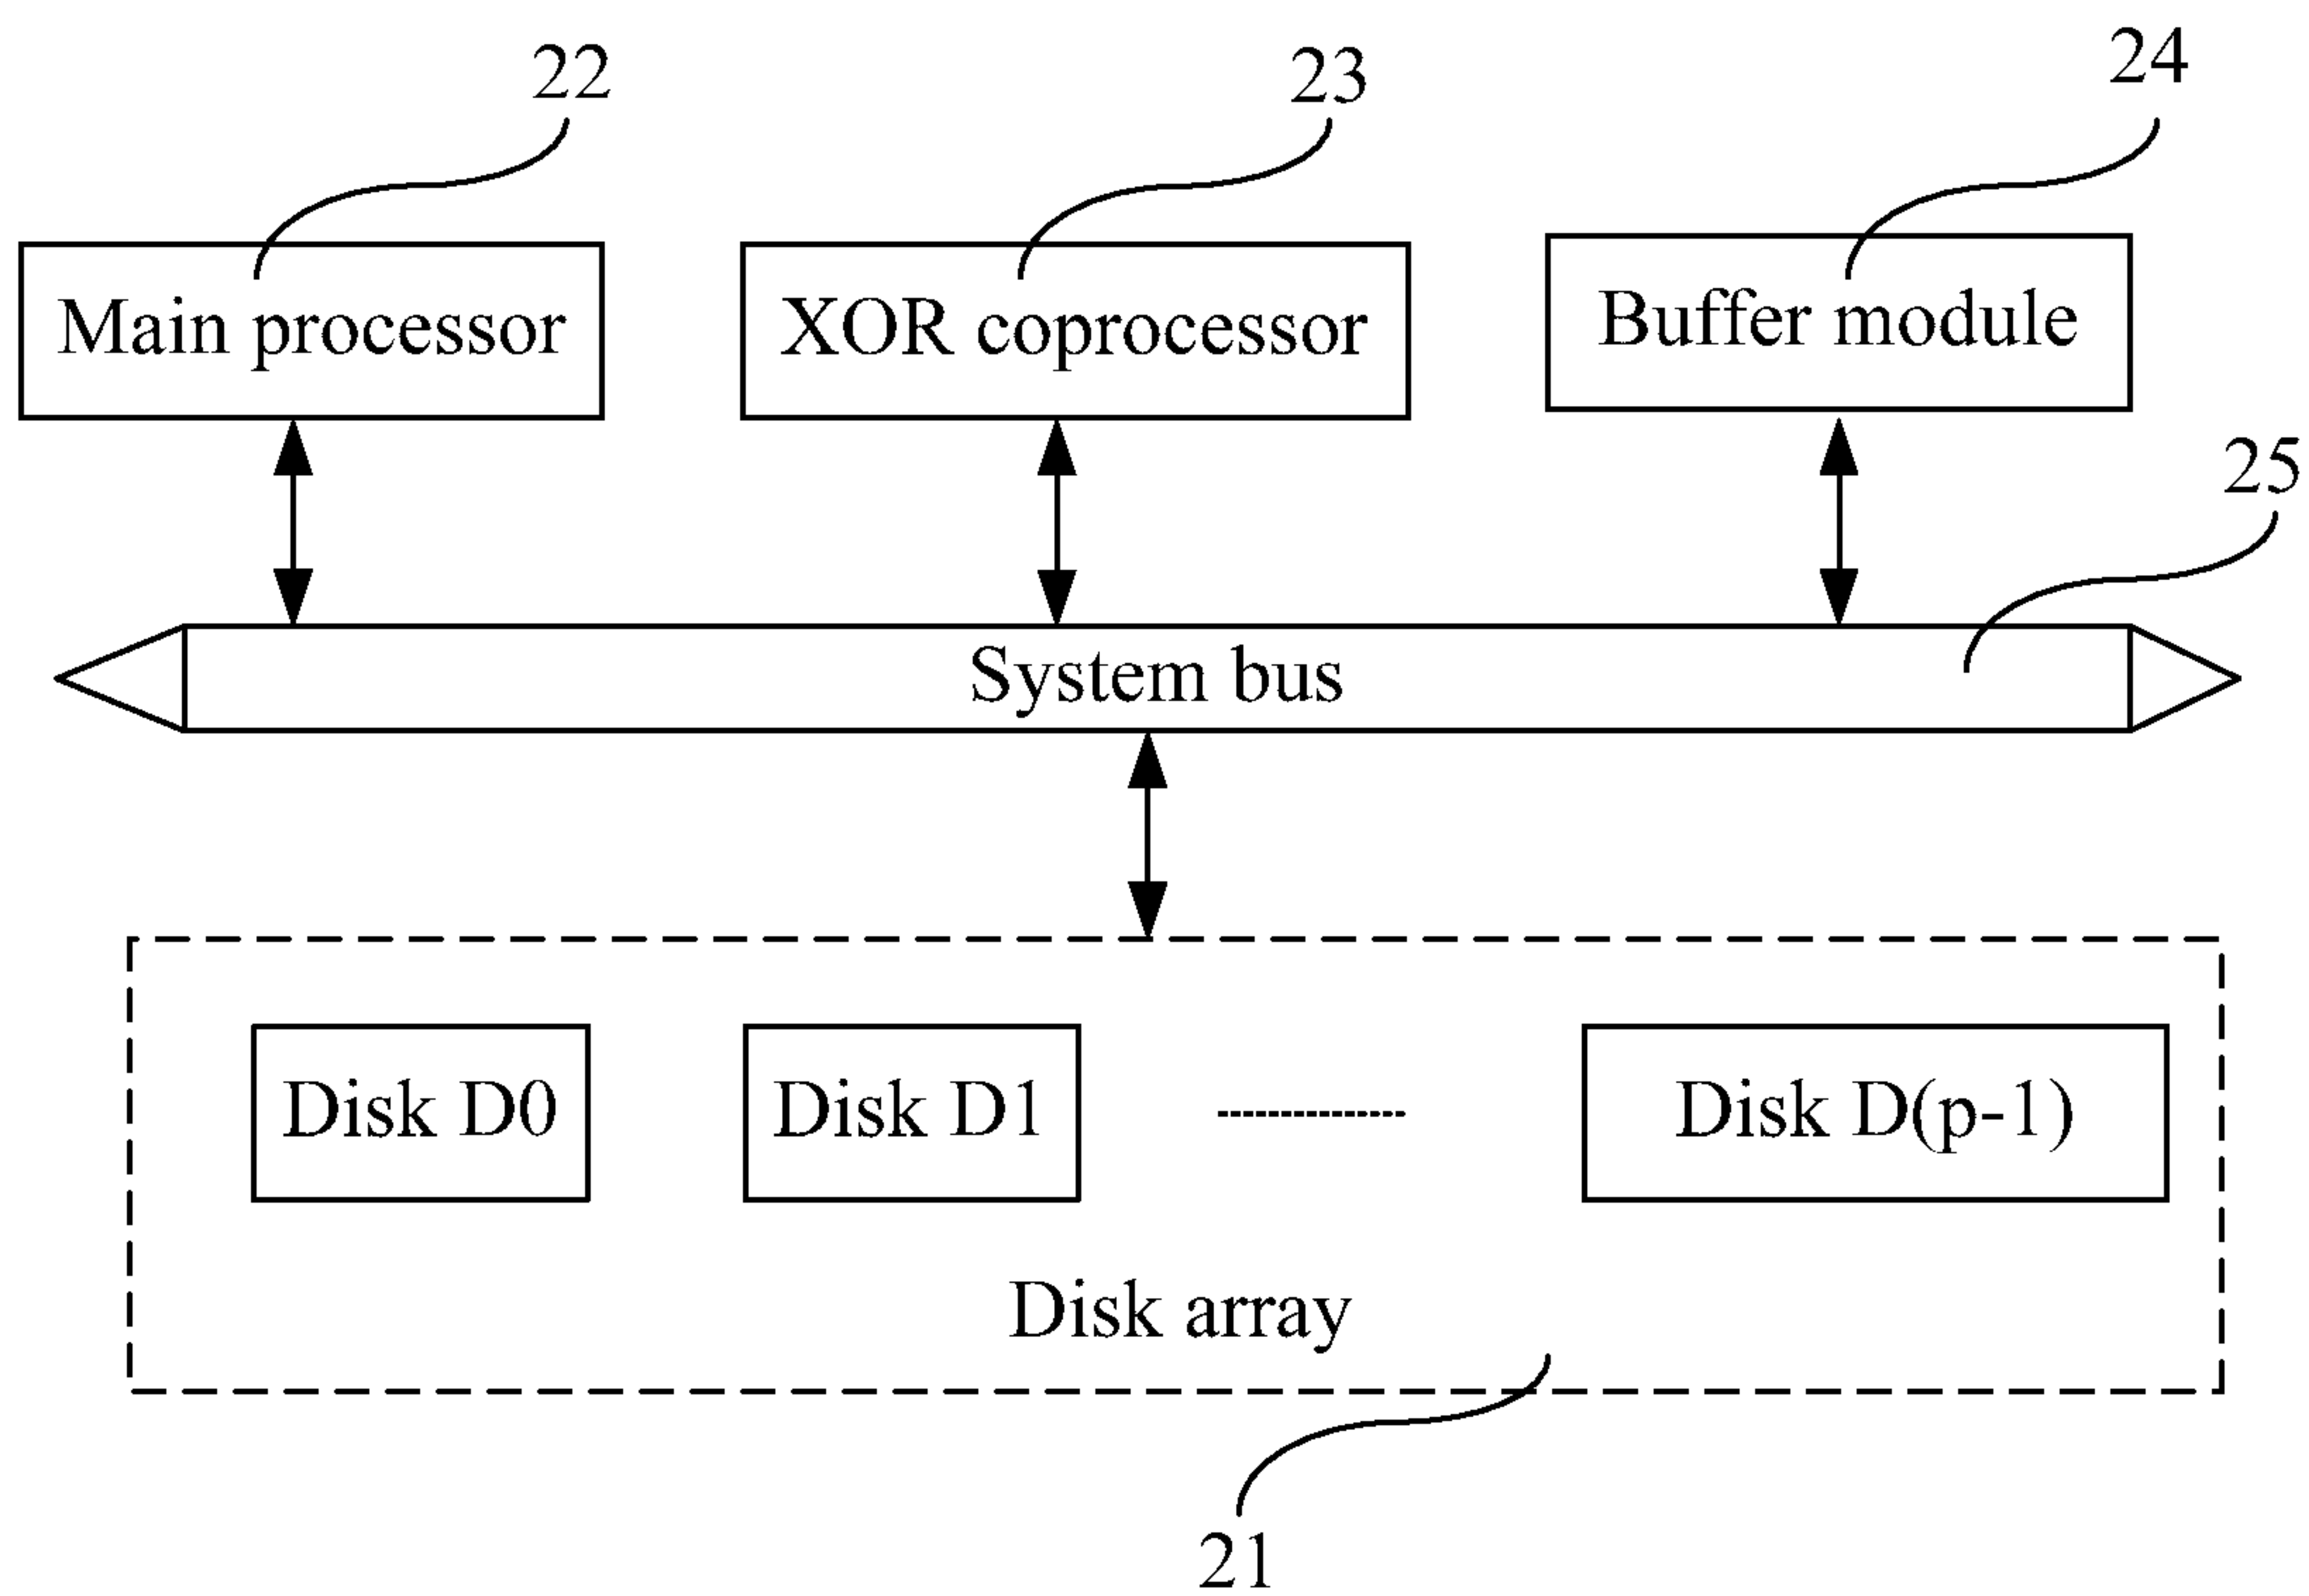 22
23
24
Main processor
XOR coprocessor
Buffer module
25
System bus
Disk D0
Disk D1
Disk D(p-1)
Disk array
21